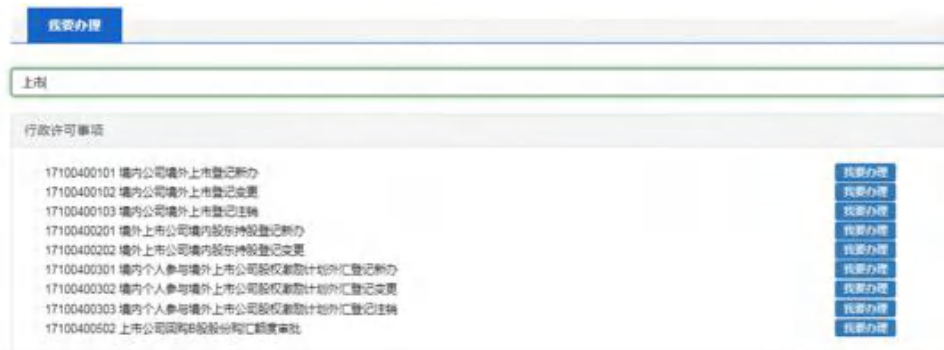 我要办理
上市
行政许可事项
17100400101 境内公司境外上市登记新办 我要办理
17100400102 境内公司境外上市登记变更 我要办理
17100400103 境内公司境外上市登记注销 我要办理
17100400201 境外上市公司境内股东持股登记新办 我要办理
17100400202 境外上市公司境内股东持股登记变更 我要办理
17100400301 境内个人参与境外上市公司股权激励计划外汇登记新办 我要办理
17100400302 境内个人参与境外上市公司股权激励计划外汇登记变更 我要办理
17100400303 境内个人参与境外上市公司股权激励计划外汇登记注销 我要办理
17100400502 上市公司回购B股股份购汇额度审批 我要办理